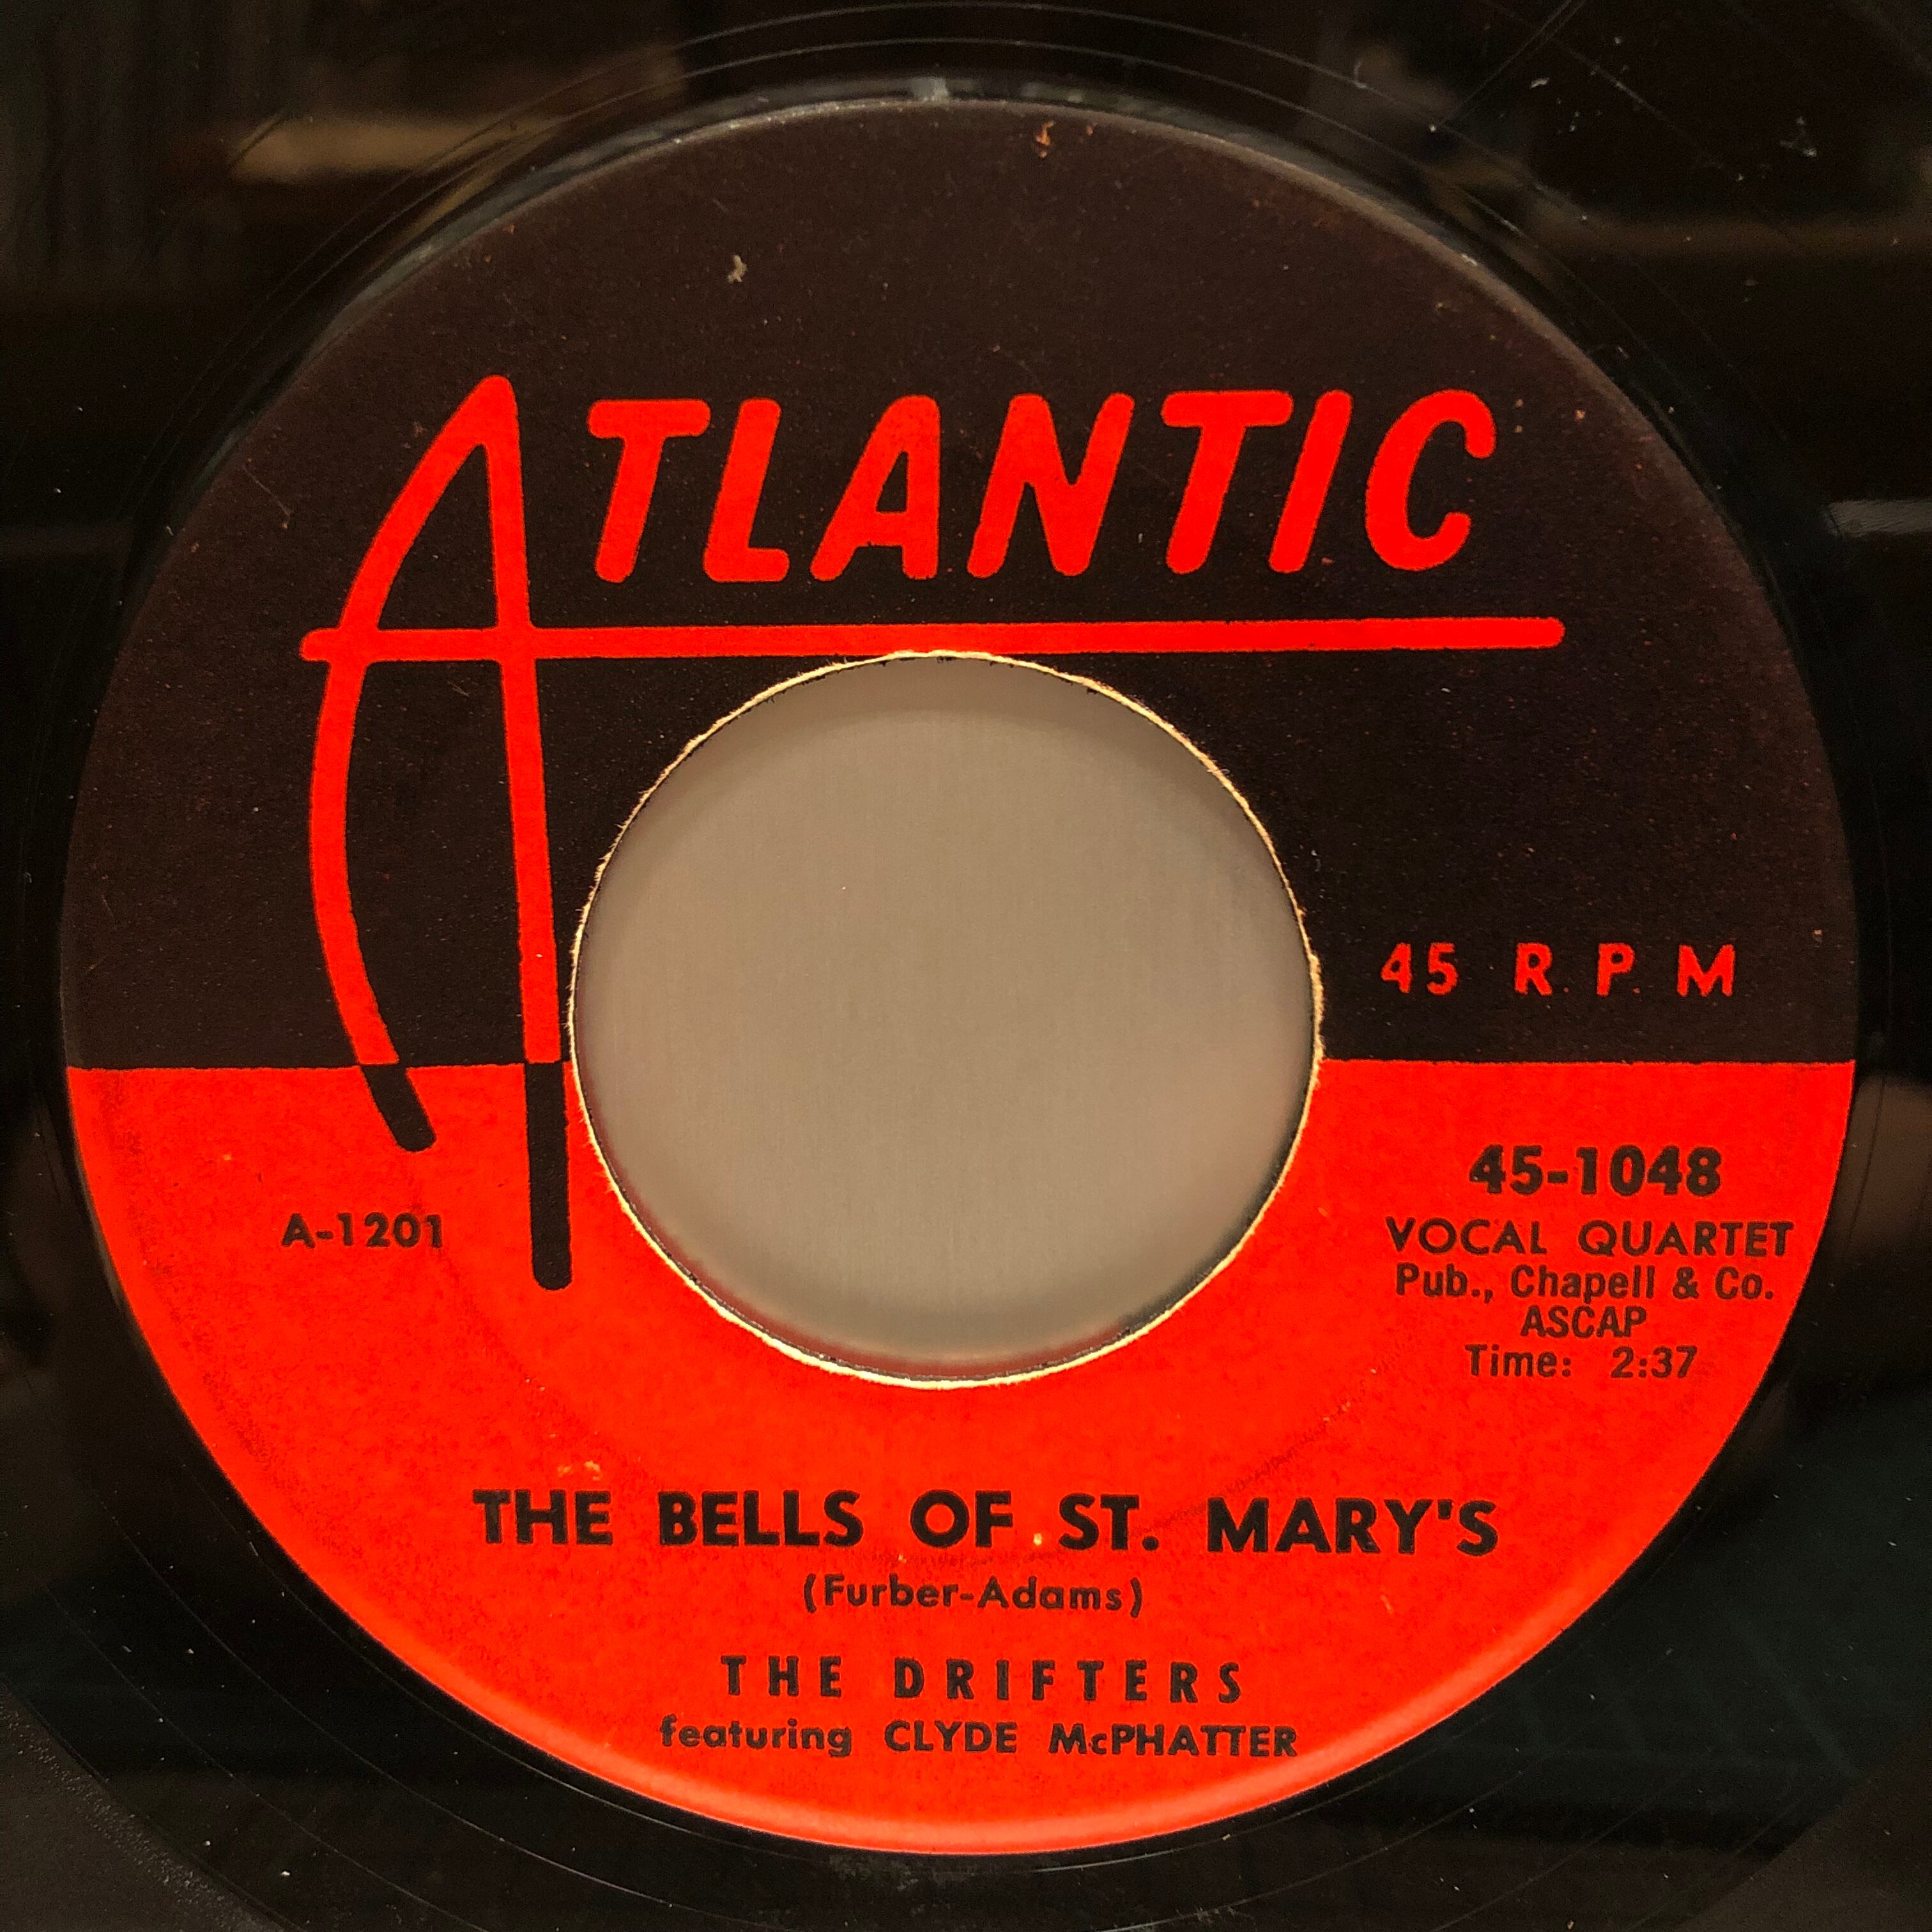 ATLANTIC
45 R.P.M
45-1048
A-1201
VOCAL QUARTET
Pub., Chapell & Co.
ASCAP
Time: 2:37
THE BELLS OF ST. MARY'S
(Furber-Adams)
THE DRIFTERS
featuring CLYDE McPHATTER